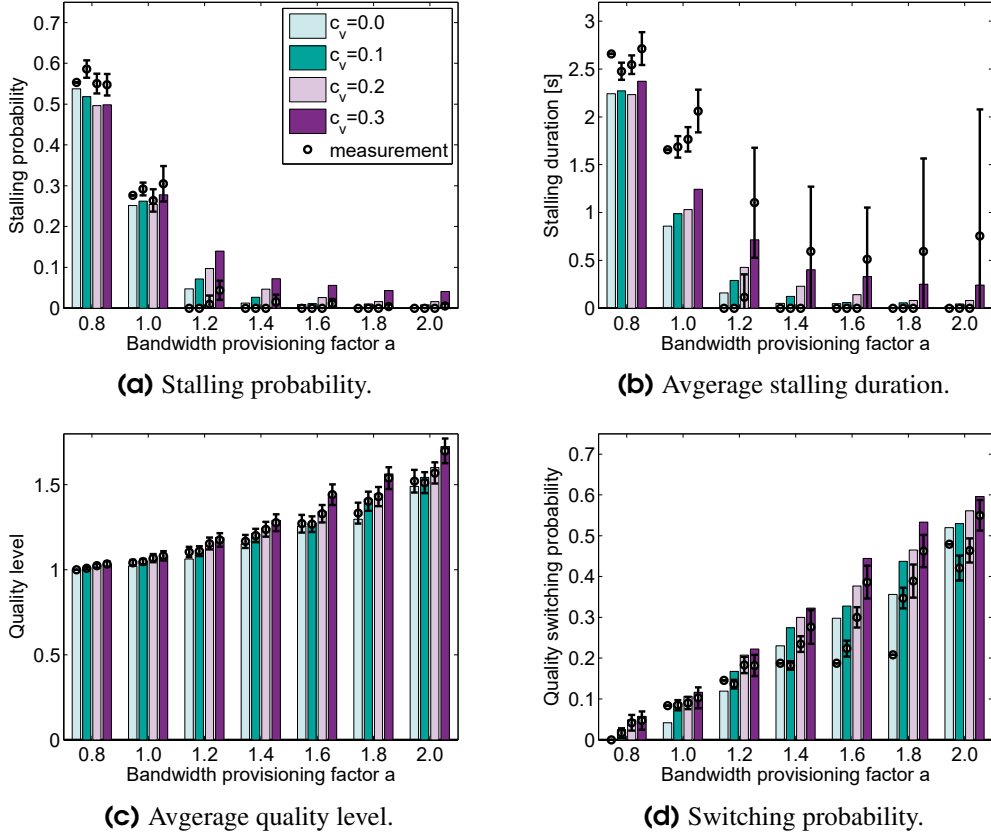 0.7
0.6
0.5
0.4
0.3
0.2
0.1
0
Stalling probability
c_v=0.0
c_v=0.1
c_v=0.2
c_v=0.3
measurement
0.8 1.0 1.2 1.4 1.6 1.8 2.0
Bandwidth provisioning factor a
(a) Stalling probability.
3
2.5
2
1.5
1
0.5
0
Stalling duration [s]
0.8 1.0 1.2 1.4 1.6 1.8 2.0
Bandwidth provisioning factor a
(b) Avgerage stalling duration.
1.5
1
0.5
0
Quality level
0.8 1.0 1.2 1.4 1.6 1.8 2.0
Bandwidth provisioning factor a
(c) Avgerage quality level.
0.7
0.6
0.5
0.4
0.3
0.2
0.1
0
Quality switching probability
0.8 1.0 1.2 1.4 1.6 1.8 2.0
Bandwidth provisioning factor a
(d) Switching probability.